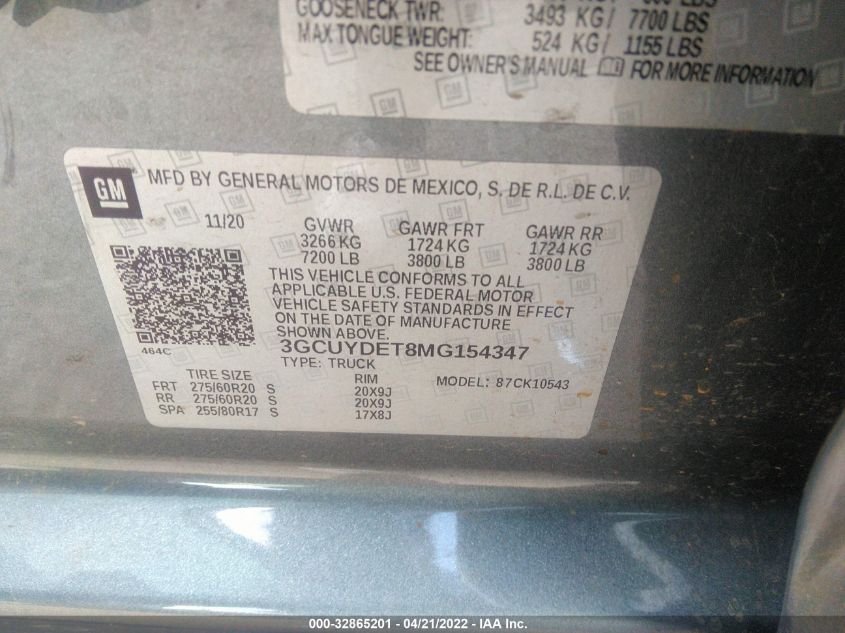 GOOSENECK TWR: 3493 KG/ 7700 LBS
MAX TONGUE WEIGHT: 524 KG/ 1155 LBS
SEE OWNER'S MANUAL FOR MORE INFORMATION
GM MFD BY GENERAL MOTORS DE MEXICO, S. DE R.L. DE C.V.
11/20 GVWR GAWR FRT GAWR RR
3266 KG 1724 KG 1724 KG
7200 LB 3800 LB 3800 LB
THIS VEHICLE CONFORMS TO ALL
APPLICABLE U.S. FEDERAL MOTOR
VEHICLE SAFETY STANDARDS IN EFFECT
ON THE DATE OF MANUFACTURE
SHOWN ABOVE.
464C 3GCUYDET8MG154347
TYPE: TRUCK
TIRE SIZE RIM MODEL: 87CK10543
FRT 275/60R20 S 20X9J
RR 275/60R20 S 20X9J
SPA 255/80R17 S 17X8J
000-32865201 - 04/21/2022 - IAA Inc.